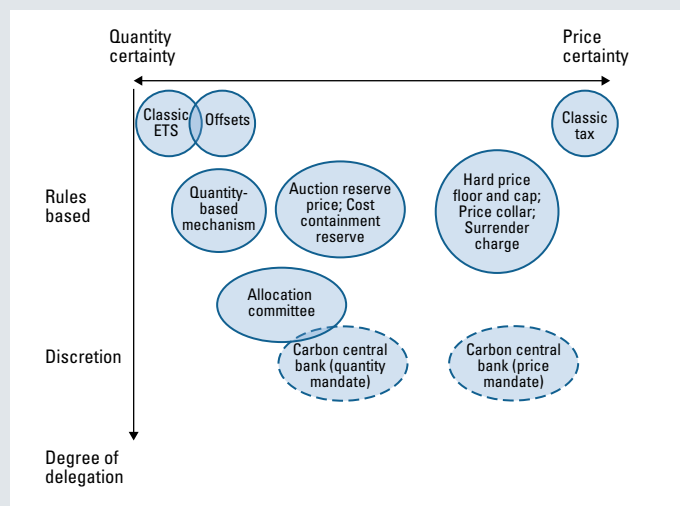 Quantity
certainty
Price
certainty
Classic
ETS
Offsets
Classic
tax
Rules
based
Quantity-
based
mechanism
Auction reserve
price; Cost
containment
reserve
Hard price
floor and cap;
Price collar;
Surrender
charge
Allocation
committee
Discretion
Carbon central
bank (quantity
mandate)
Carbon central
bank (price
mandate)
Degree of
delegation